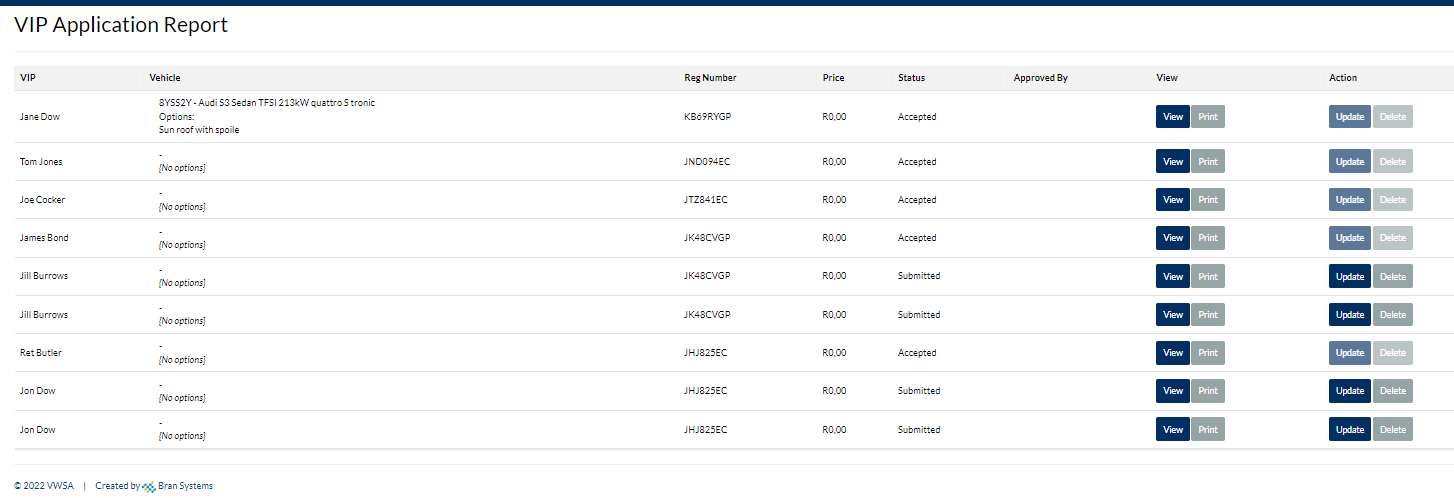 VIP Application Report
VIP Vehicle Reg Number Price Status Approved By View Action
8YSS2Y - Audi S3 Sedan TFSI 213kW quattro S tronic
Jane Dow Options: KB69RYGP R0,00 Accepted View Print Update Delete
Sun roof with spoile
-
Tom Jones JND094EC R0,00 Accepted View Print Update Delete
[No options]
-
Joe Cocker JTZ841EC R0,00 Accepted View Print Update Delete
[No options]
-
James Bond JK48CVGP R0,00 Accepted View Print Update Delete
[No options]
-
Jill Burrows JK48CVGP R0,00 Submitted View Print Update Delete
[No options]
-
Jill Burrows JK48CVGP R0,00 Submitted View Print Update Delete
[No options]
-
Ret Butler JHJ825EC R0,00 Accepted View Print Update Delete
[No options]
-
Jon Dow JHJ825EC R0,00 Submitted View Print Update Delete
[No options]
-
Jon Dow JHJ825EC R0,00 Submitted View Print Update Delete
[No options]
© 2022 VWSA | Created by Bran Systems